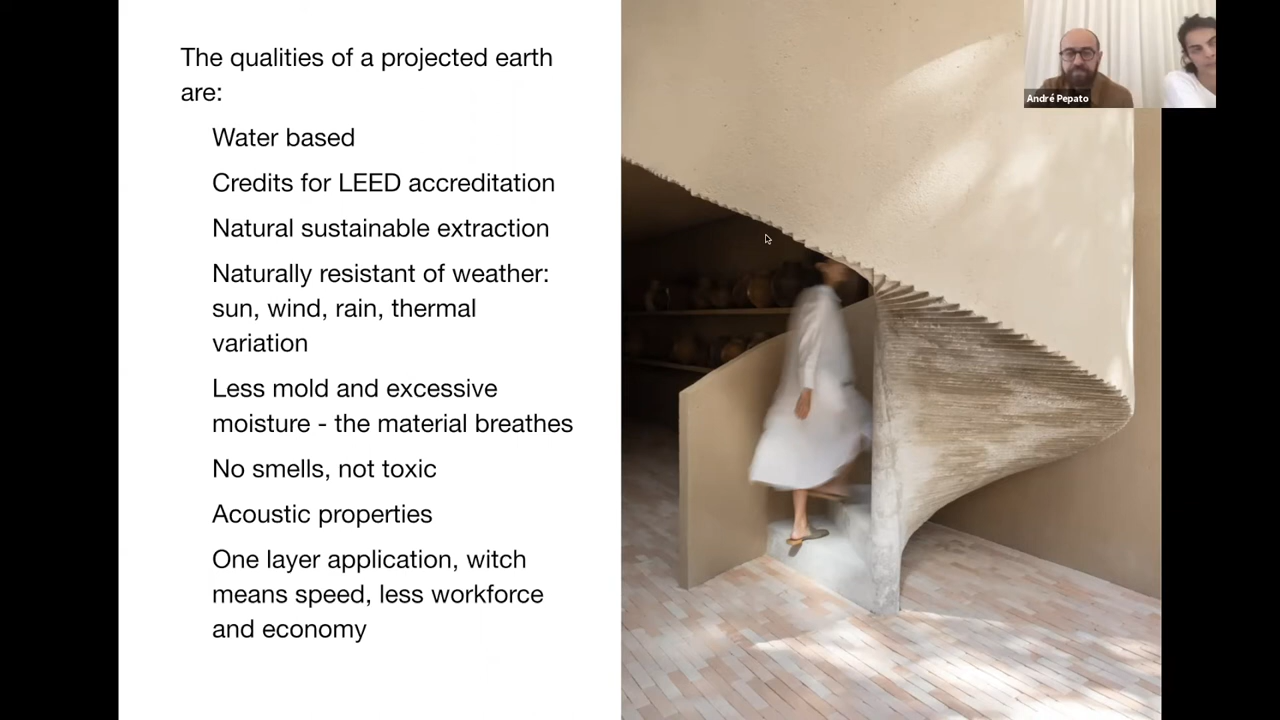 The qualities of a projected earth
are:
Water based
Credits for LEED accreditation
Natural sustainable extraction
Naturally resistant of weather:
sun, wind, rain, thermal
variation
Less mold and excessive
moisture - the material breathes
No smells, not toxic
Acoustic properties
One layer application, witch
means speed, less workforce
and economy
André Pepato